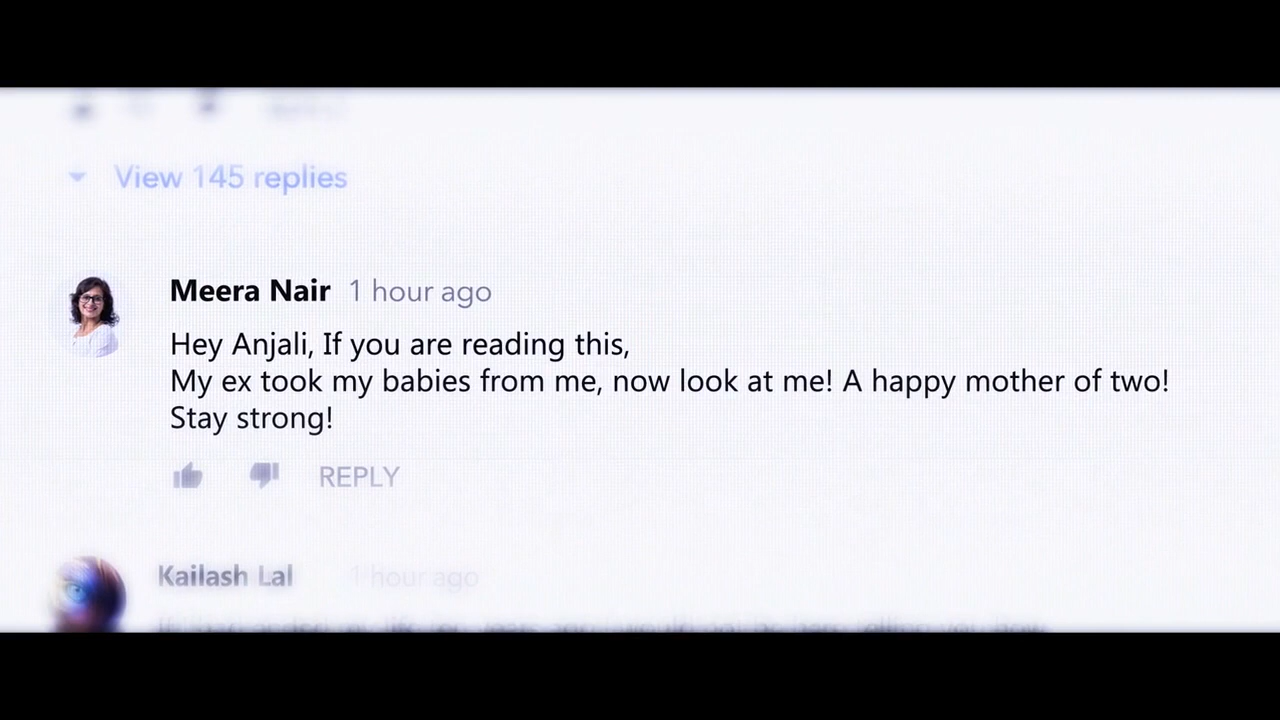 View 145 replies
Meera Nair 1 hour ago
Hey Anjali, If you are reading this,
My ex took my babies from me, now look at me! A happy mother of two!
Stay strong!
REPLY
Kailash Lal 1 hour ago